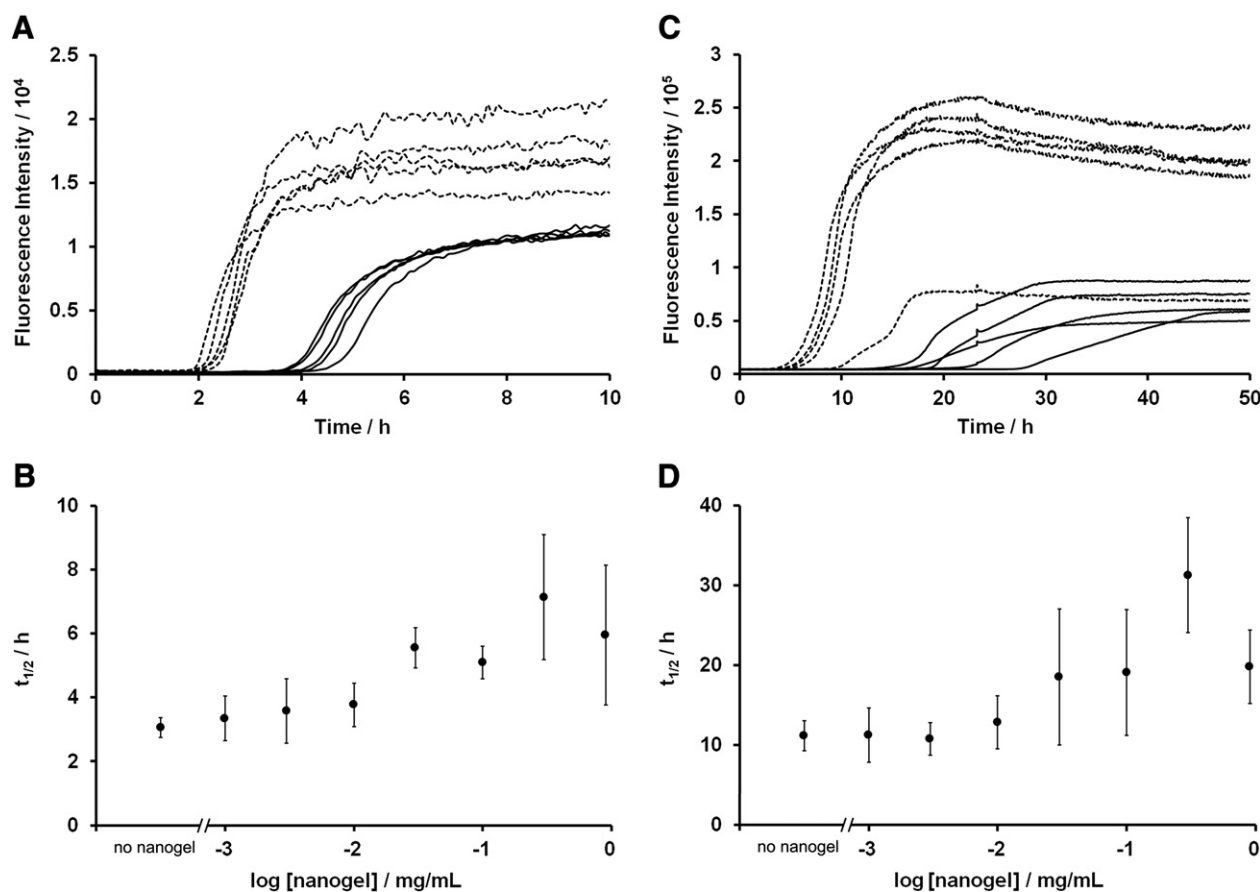 A
2.5
2
1.5
1
0.5
0
Fluorescence Intensity / 10⁴
0 2 4 6 8 10
Time / h
C
3
2.5
2
1.5
1
0.5
0
Fluorescence Intensity / 10⁵
0 10 20 30 40 50
Time / h
B
10
8
6
4
2
0
t1/2 / h
no nanogel -3 -2 -1 0
log [nanogel] / mg/mL
D
40
30
20
10
0
t1/2 / h
no nanogel -3 -2 -1 0
log [nanogel] / mg/mL